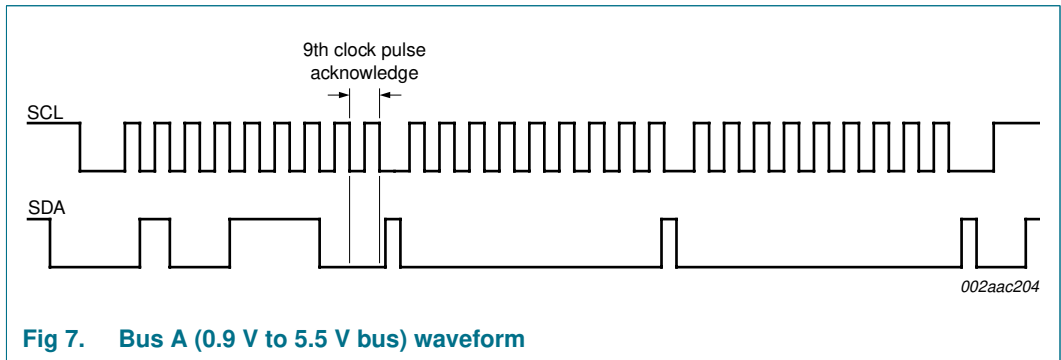 9th clock pulse
acknowledge
SCL
SDA
002aac204
Fig 7. Bus A (0.9 V to 5.5 V bus) waveform